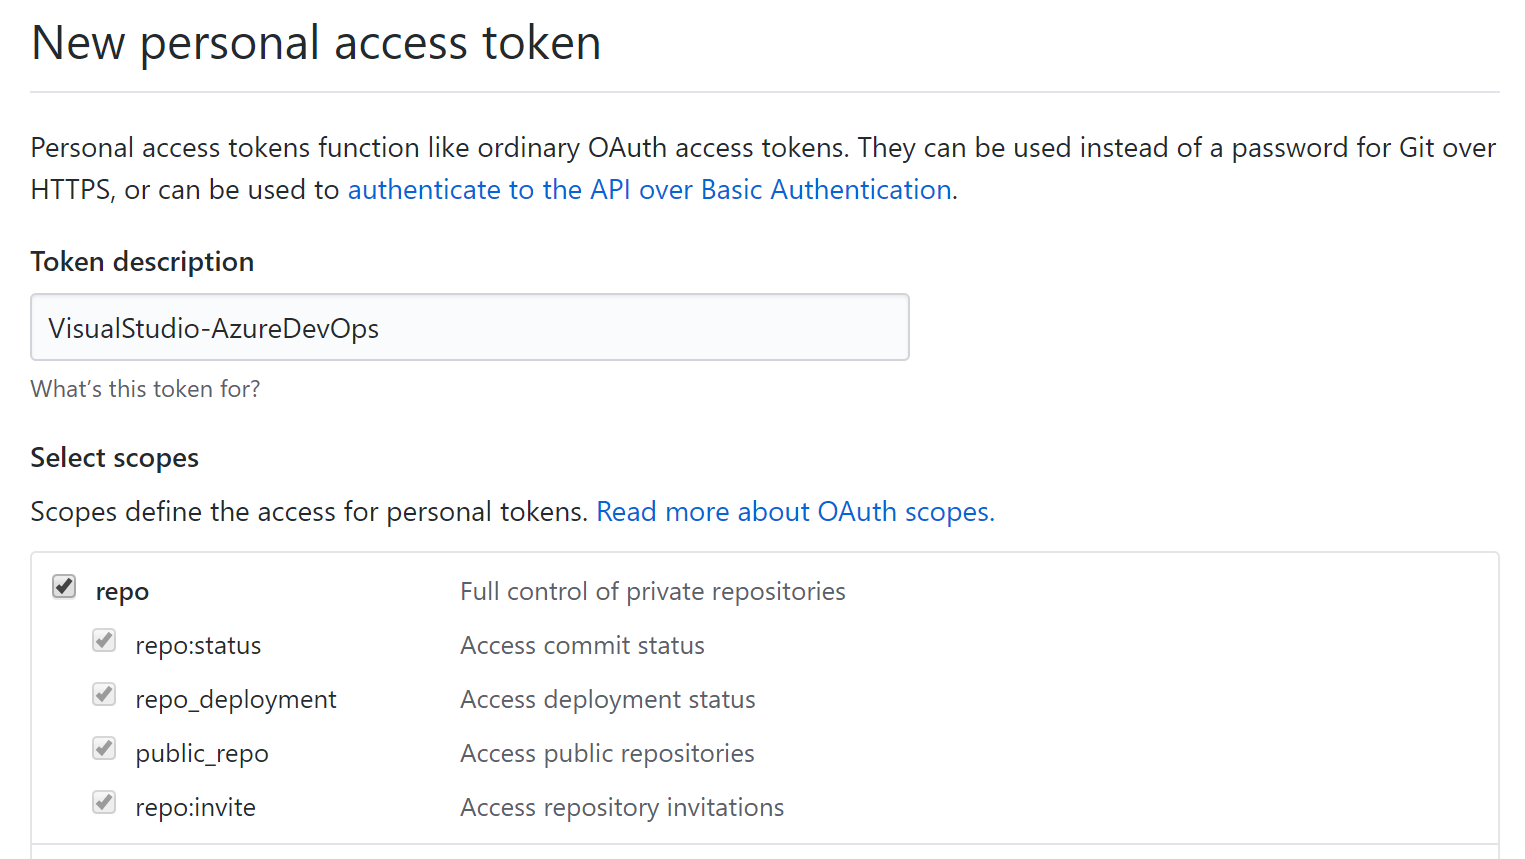 New personal access token
Personal access tokens function like ordinary OAuth access tokens. They can be used instead of a password for Git over
HTTPS, or can be used to authenticate to the API over Basic Authentication.
Token description
VisualStudio-AzureDevOps
What’s this token for?
Select scopes
Scopes define the access for personal tokens. Read more about OAuth scopes.
repo Full control of private repositories
repo:status Access commit status
repo_deployment Access deployment status
public_repo Access public repositories
repo:invite Access repository invitations